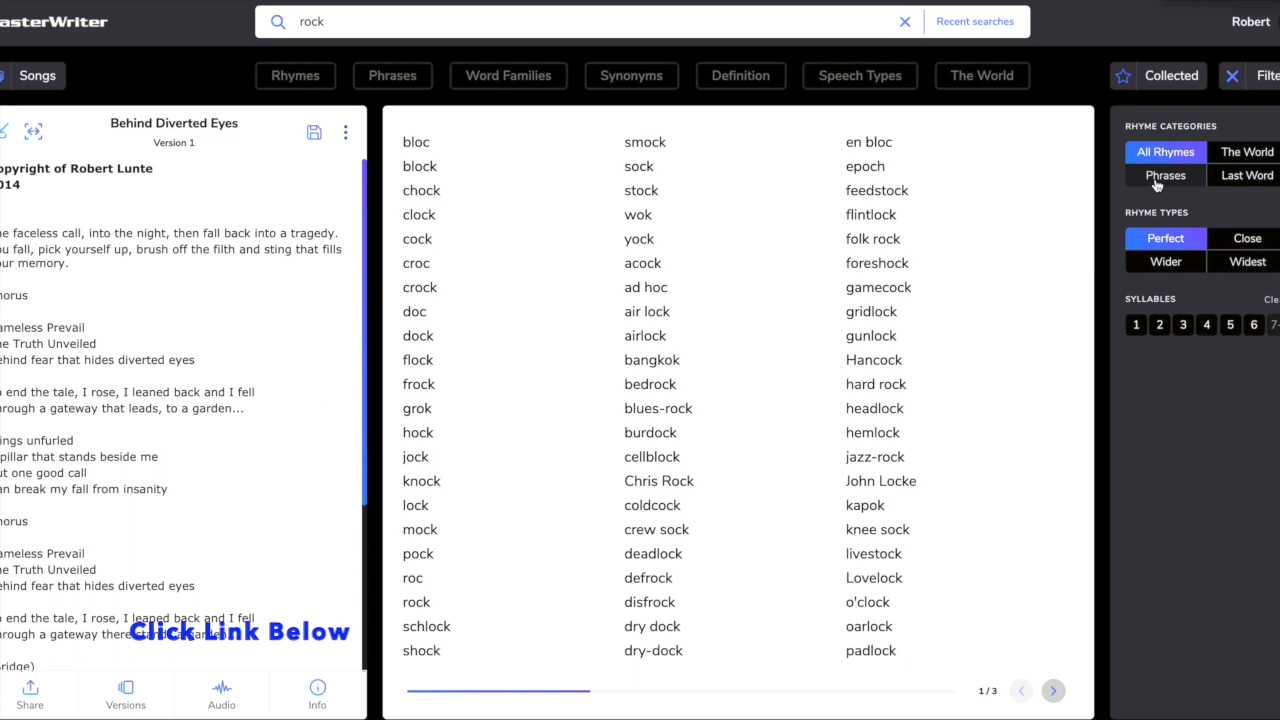 asterWriter
rock
Recent searches
Robert
Songs
Rhymes
Phrases
Word Families
Synonyms
Definition
Speech Types
The World
Collected
Filte
Behind Diverted Eyes
Version 1
opyright of Robert Lunte
014
he faceless call, into the night, then fall back into a tragedy.
ou fall, pick yourself up, brush off the filth and sting that fills
our memory.
horus
ameless Prevail
he Truth Unveiled
ehind fear that hides diverted eyes
o end the tale, I rose, I leaned back and I fell
hrough a gateway that leads, to a garden...
ings unfurled
pillar that stands beside me
ut one good call
an break my fall from insanity
horus
ameless Prevail
he Truth Unveiled
ehind fear that hides diverted eyes
o end the tale, I rose, I leaned back and I fell
hrough a gateway there stands a garden
ridge)
Click Link Below
Share
Versions
Audio
Info
bloc
block
chock
clock
cock
croc
crock
doc
dock
flock
frock
grok
hock
jock
knock
lock
mock
pock
roc
rock
schlock
shock
smock
sock
stock
wok
yock
acock
ad hoc
air lock
airlock
bangkok
bedrock
blues-rock
burdock
cellblock
Chris Rock
coldcock
crew sock
deadlock
defrock
disfrock
dry dock
dry-dock
en bloc
epoch
feedstock
flintlock
folk rock
foreshock
gamecock
gridlock
gunlock
Hancock
hard rock
headlock
hemlock
jazz-rock
John Locke
kapok
knee sock
livestock
Lovelock
o'clock
oarlock
padlock
1 / 3
RHYME CATEGORIES
All Rhymes
The World
Phrases
Last Word
RHYME TYPES
Perfect
Close
Wider
Widest
SYLLABLES
Cle
1 2 3 4 5 6 7+